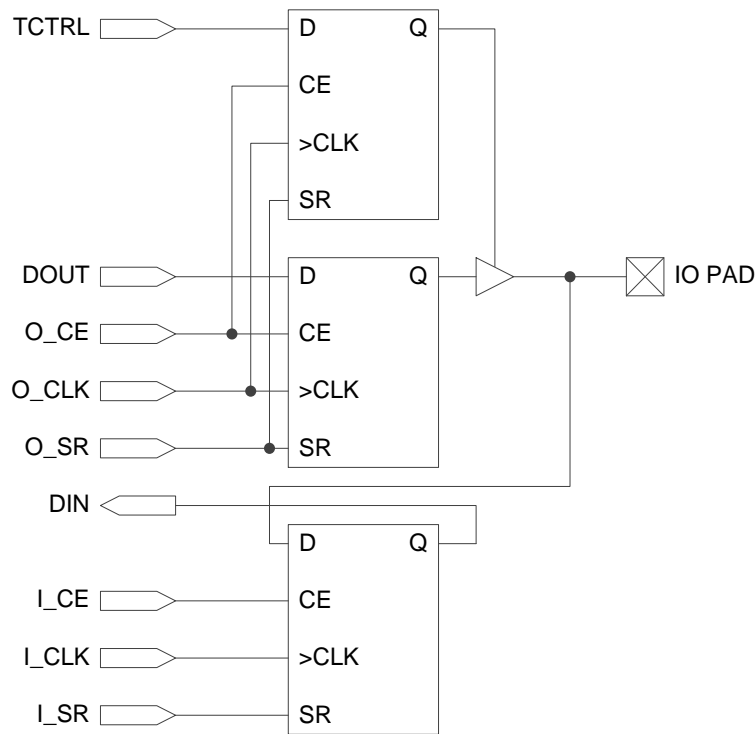 TCTRL D Q
CE
>CLK
SR
DOUT D Q IO PAD
O_CE CE
O_CLK >CLK
O_SR SR
DIN
D Q
I_CE CE
I_CLK >CLK
I_SR SR